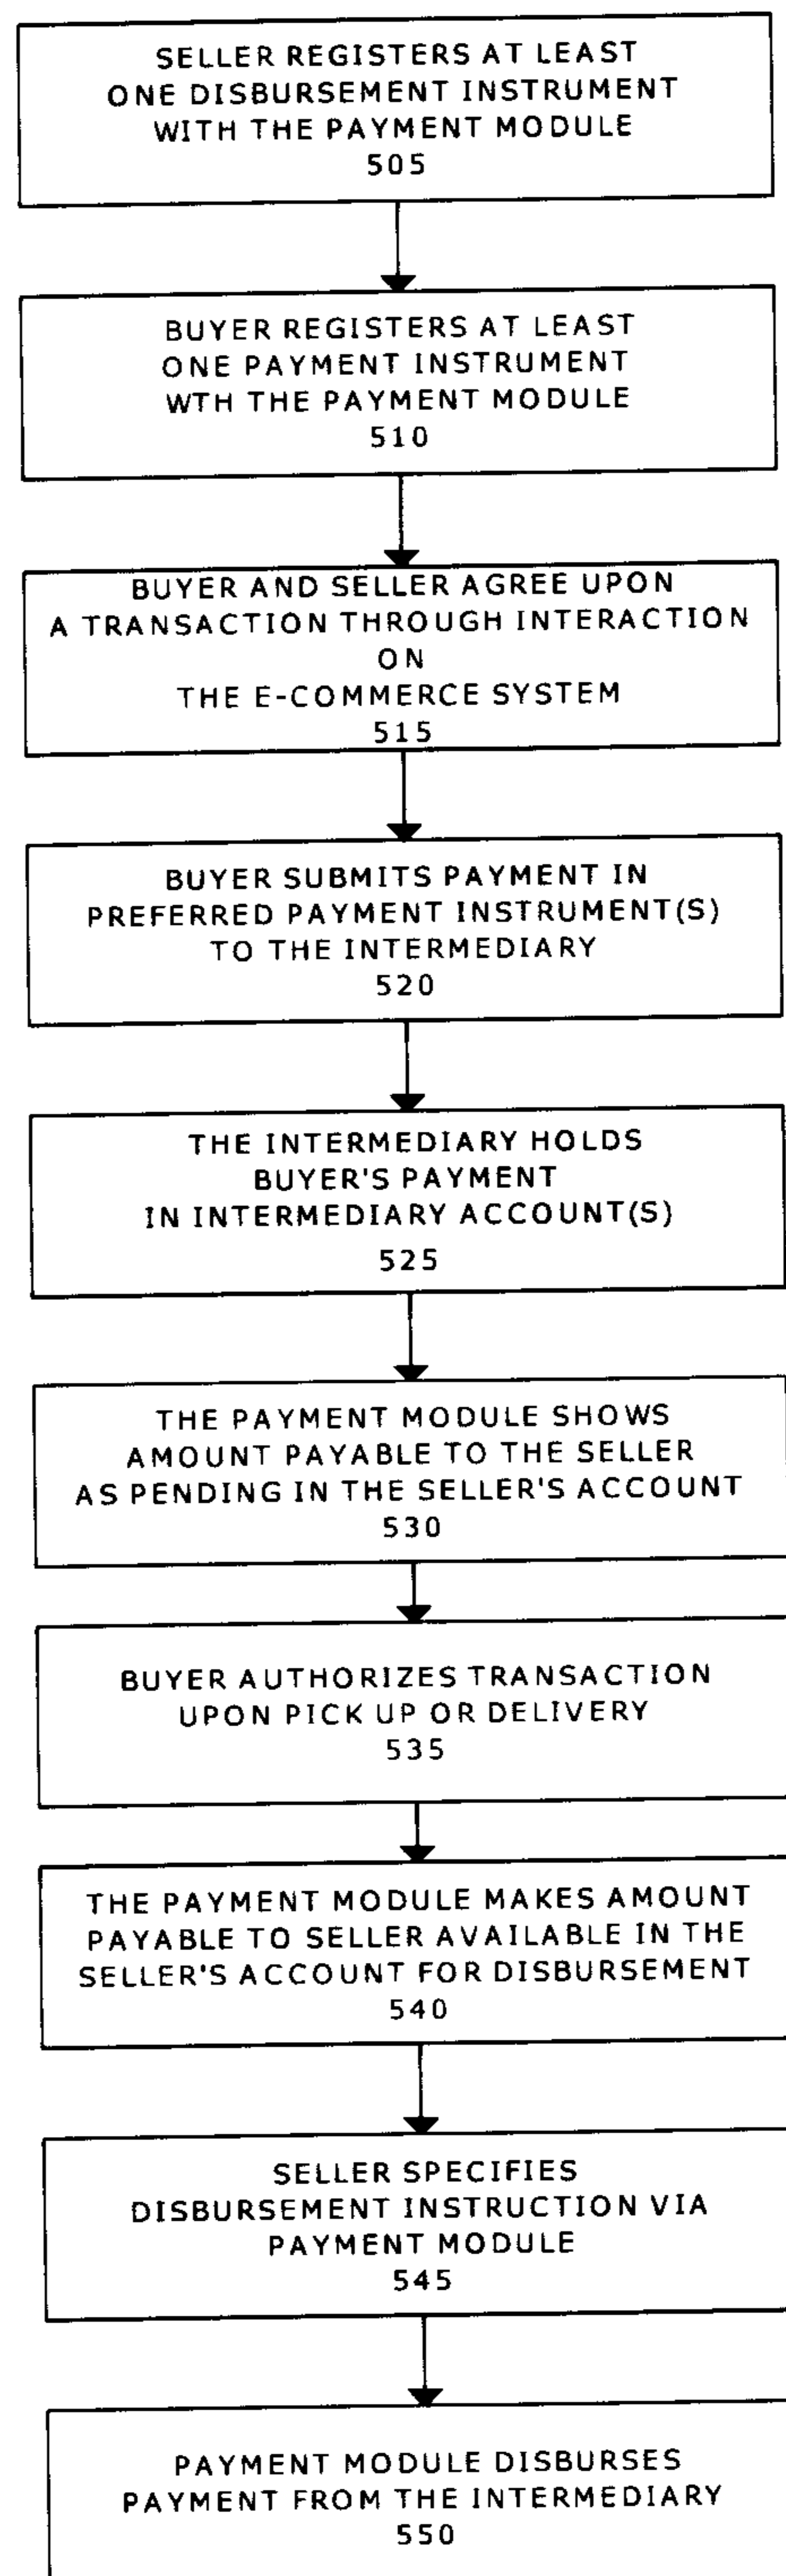 SELLER REGISTERS AT LEAST
ONE DISBURSEMENT INSTRUMENT
WITH THE PAYMENT MODULE
505
BUYER REGISTERS AT LEAST
ONE PAYMENT INSTRUMENT
WTH THE PAYMENT MODULE
510
BUYER AND SELLER AGREE UPON
A TRANSACTION THROUGH INTERACTION
ON
THE E-COMMERCE SYSTEM
515
BUYER SUBMITS PAYMENT IN
PREFERRED PAYMENT INSTRUMENT(S)
TO THE INTERMEDIARY
520
THE INTERMEDIARY HOLDS
BUYER'S PAYMENT
IN INTERMEDIARY ACCOUNT(S)
525
THE PAYMENT MODULE SHOWS
AMOUNT PAYABLE TO THE SELLER
AS PENDING IN THE SELLER'S ACCOUNT
530
BUYER AUTHORIZES TRANSACTION
UPON PICK UP OR DELIVERY
535
THE PAYMENT MODULE MAKES AMOUNT
PAYABLE TO SELLER AVAILABLE IN THE
SELLER'S ACCOUNT FOR DISBURSEMENT
540
SELLER SPECIFIES
DISBURSEMENT INSTRUCTION VIA
PAYMENT MODULE
545
PAYMENT MODULE DISBURSES
PAYMENT FROM THE INTERMEDIARY
550